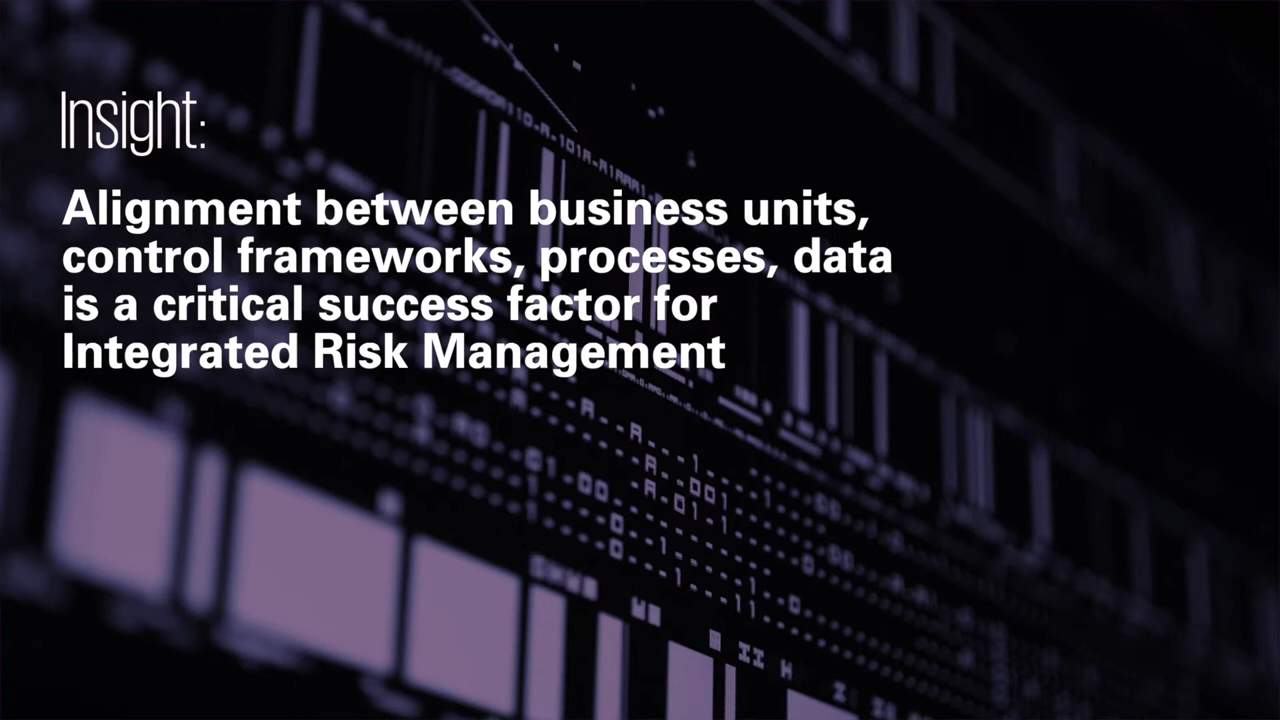 Insight:
Alignment between business units,
control frameworks, processes, data
is a critical success factor for
Integrated Risk Management